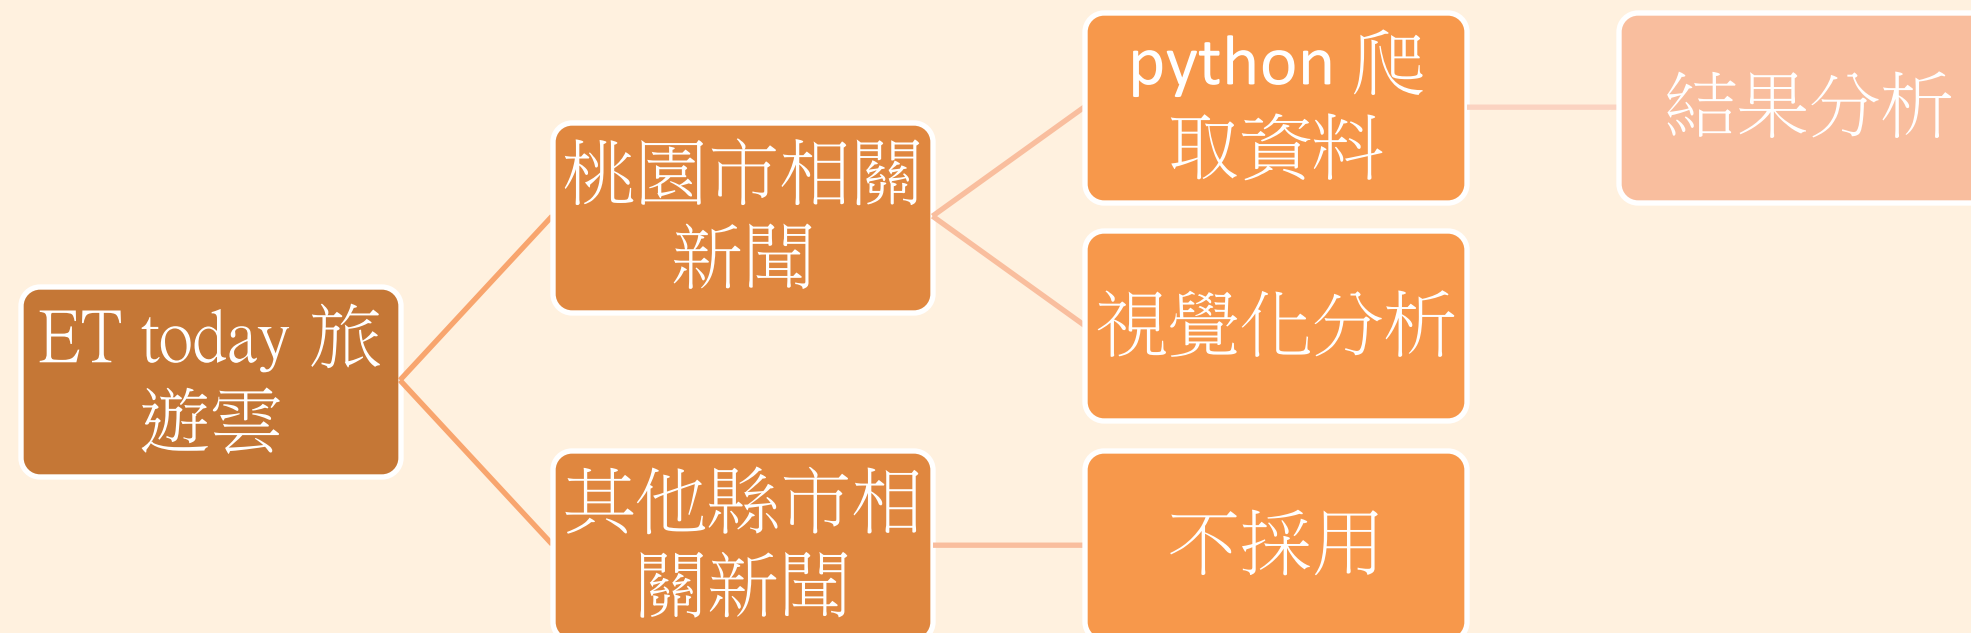 ET today 旅
遊雲
桃園市相關
新聞
python 爬
取資料
結果分析
視覺化分析
其他縣市相
關新聞
不採用